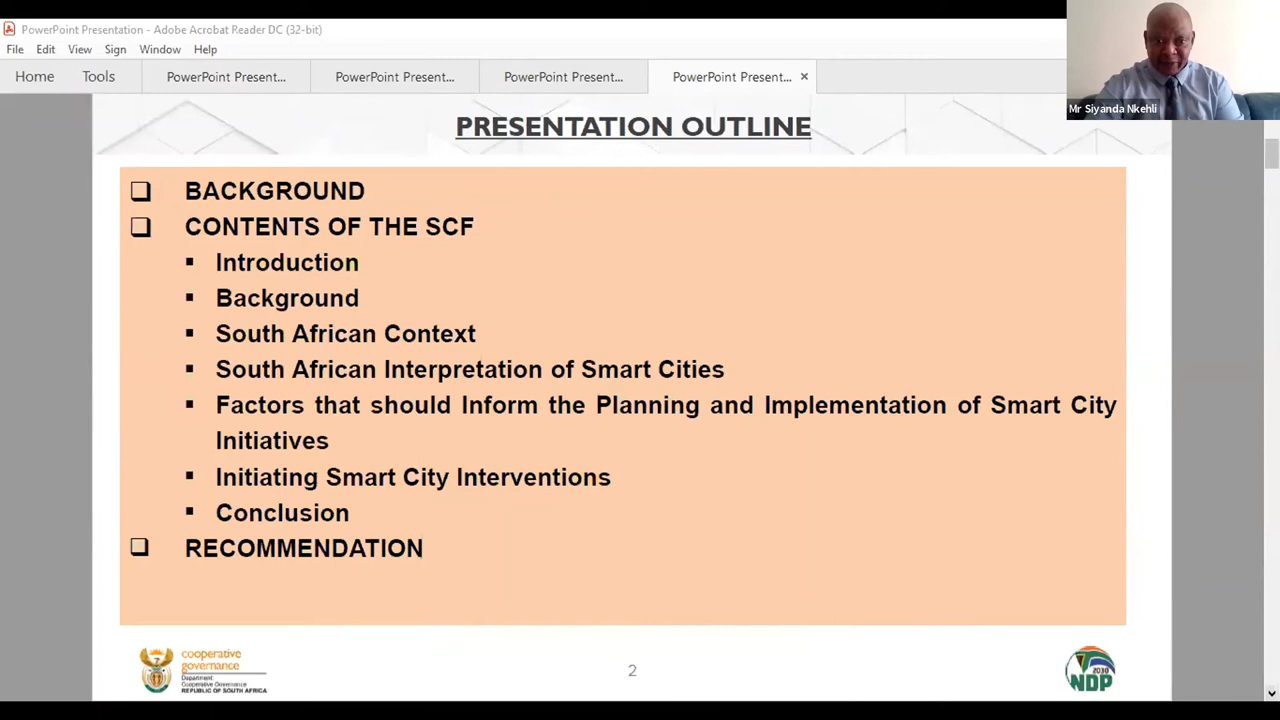 PowerPoint Presentation - Adobe Acrobat Reader DC (32-bit)
File Edit View Sign Window Help
Home Tools PowerPoint Present... PowerPoint Present... PowerPoint Present... PowerPoint Present... ×
Mr Siyanda Nkehli
PRESENTATION OUTLINE
BACKGROUND
CONTENTS OF THE SCF
Introduction
Background
South African Context
South African Interpretation of Smart Cities
Factors that should Inform the Planning and Implementation of Smart City
Initiatives
Initiating Smart City Interventions
Conclusion
RECOMMENDATION
cooperative
governance
Department:
Cooperative Governance
REPUBLIC OF SOUTH AFRICA
2
2030
NDP